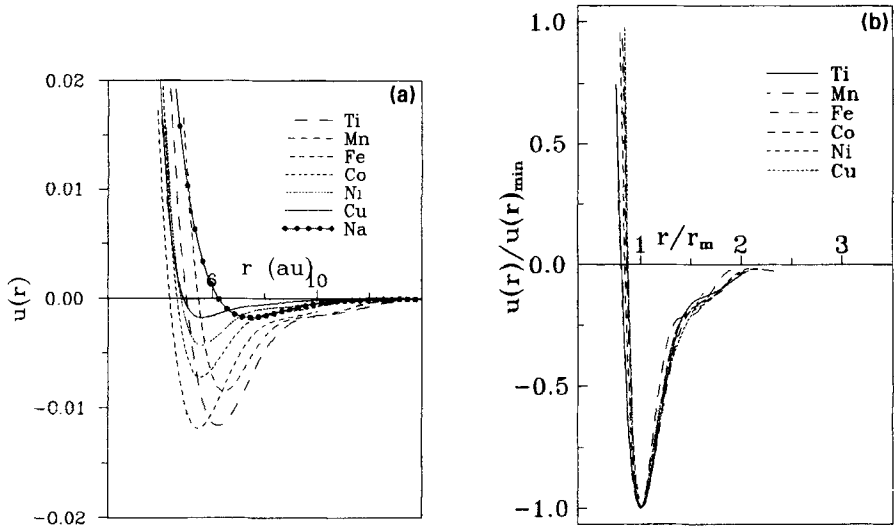 (a)
0.02
0.01
0.00
−0.01
−0.02
u(r)
r (au)
6
10
Ti
Mn
Fe
Co
Ni
Cu
Na
(b)
1.0
0.5
0.0
−0.5
−1.0
u(r)/u(r)min
1 r/rm 2 3
Ti
Mn
Fe
Co
Ni
Cu